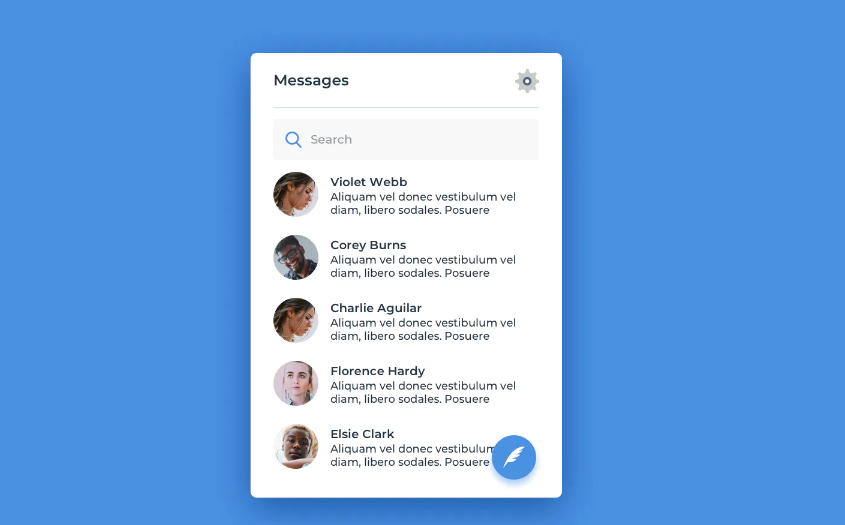 Messages
Search
Violet Webb
Aliquam vel donec vestibulum vel
diam, libero sodales. Posuere
Corey Burns
Aliquam vel donec vestibulum vel
diam, libero sodales. Posuere
Charlie Aguilar
Aliquam vel donec vestibulum vel
diam, libero sodales. Posuere
Florence Hardy
Aliquam vel donec vestibulum vel
diam, libero sodales. Posuere
Elsie Clark
Aliquam vel donec vestibulum
diam, libero sodales. Posuere